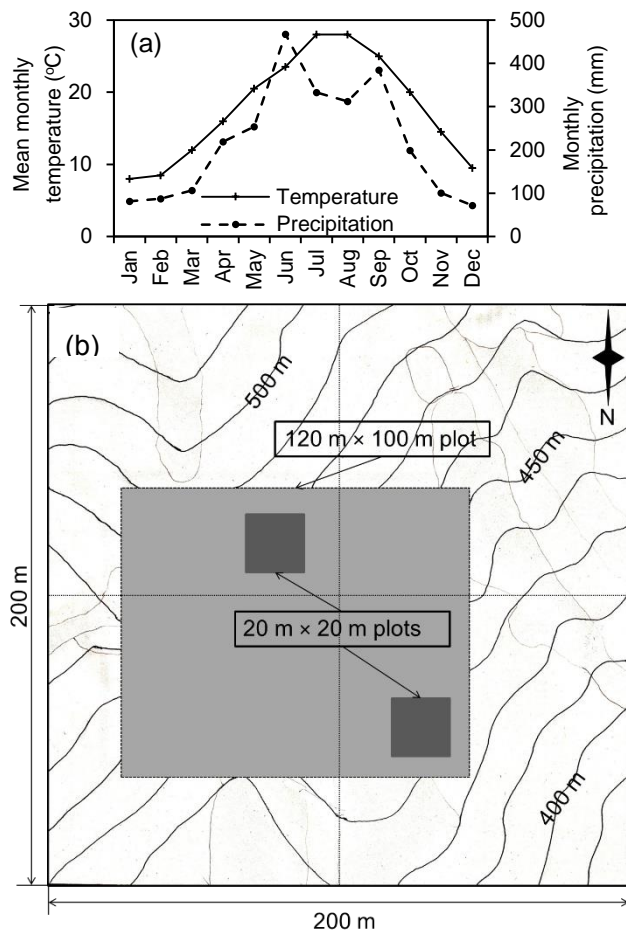 (a)
Mean monthly
temperature (°C)
30
20
10
0
500
400
300
200
100
0
Monthly
precipitation (mm)
Temperature
Precipitation
Jan
Feb
Mar
Apr
May
Jun
Jul
Aug
Sep
Oct
Nov
Dec
(b)
500 m
N
120 m × 100 m plot
450 m
200 m
20 m × 20 m plots
400 m
200 m